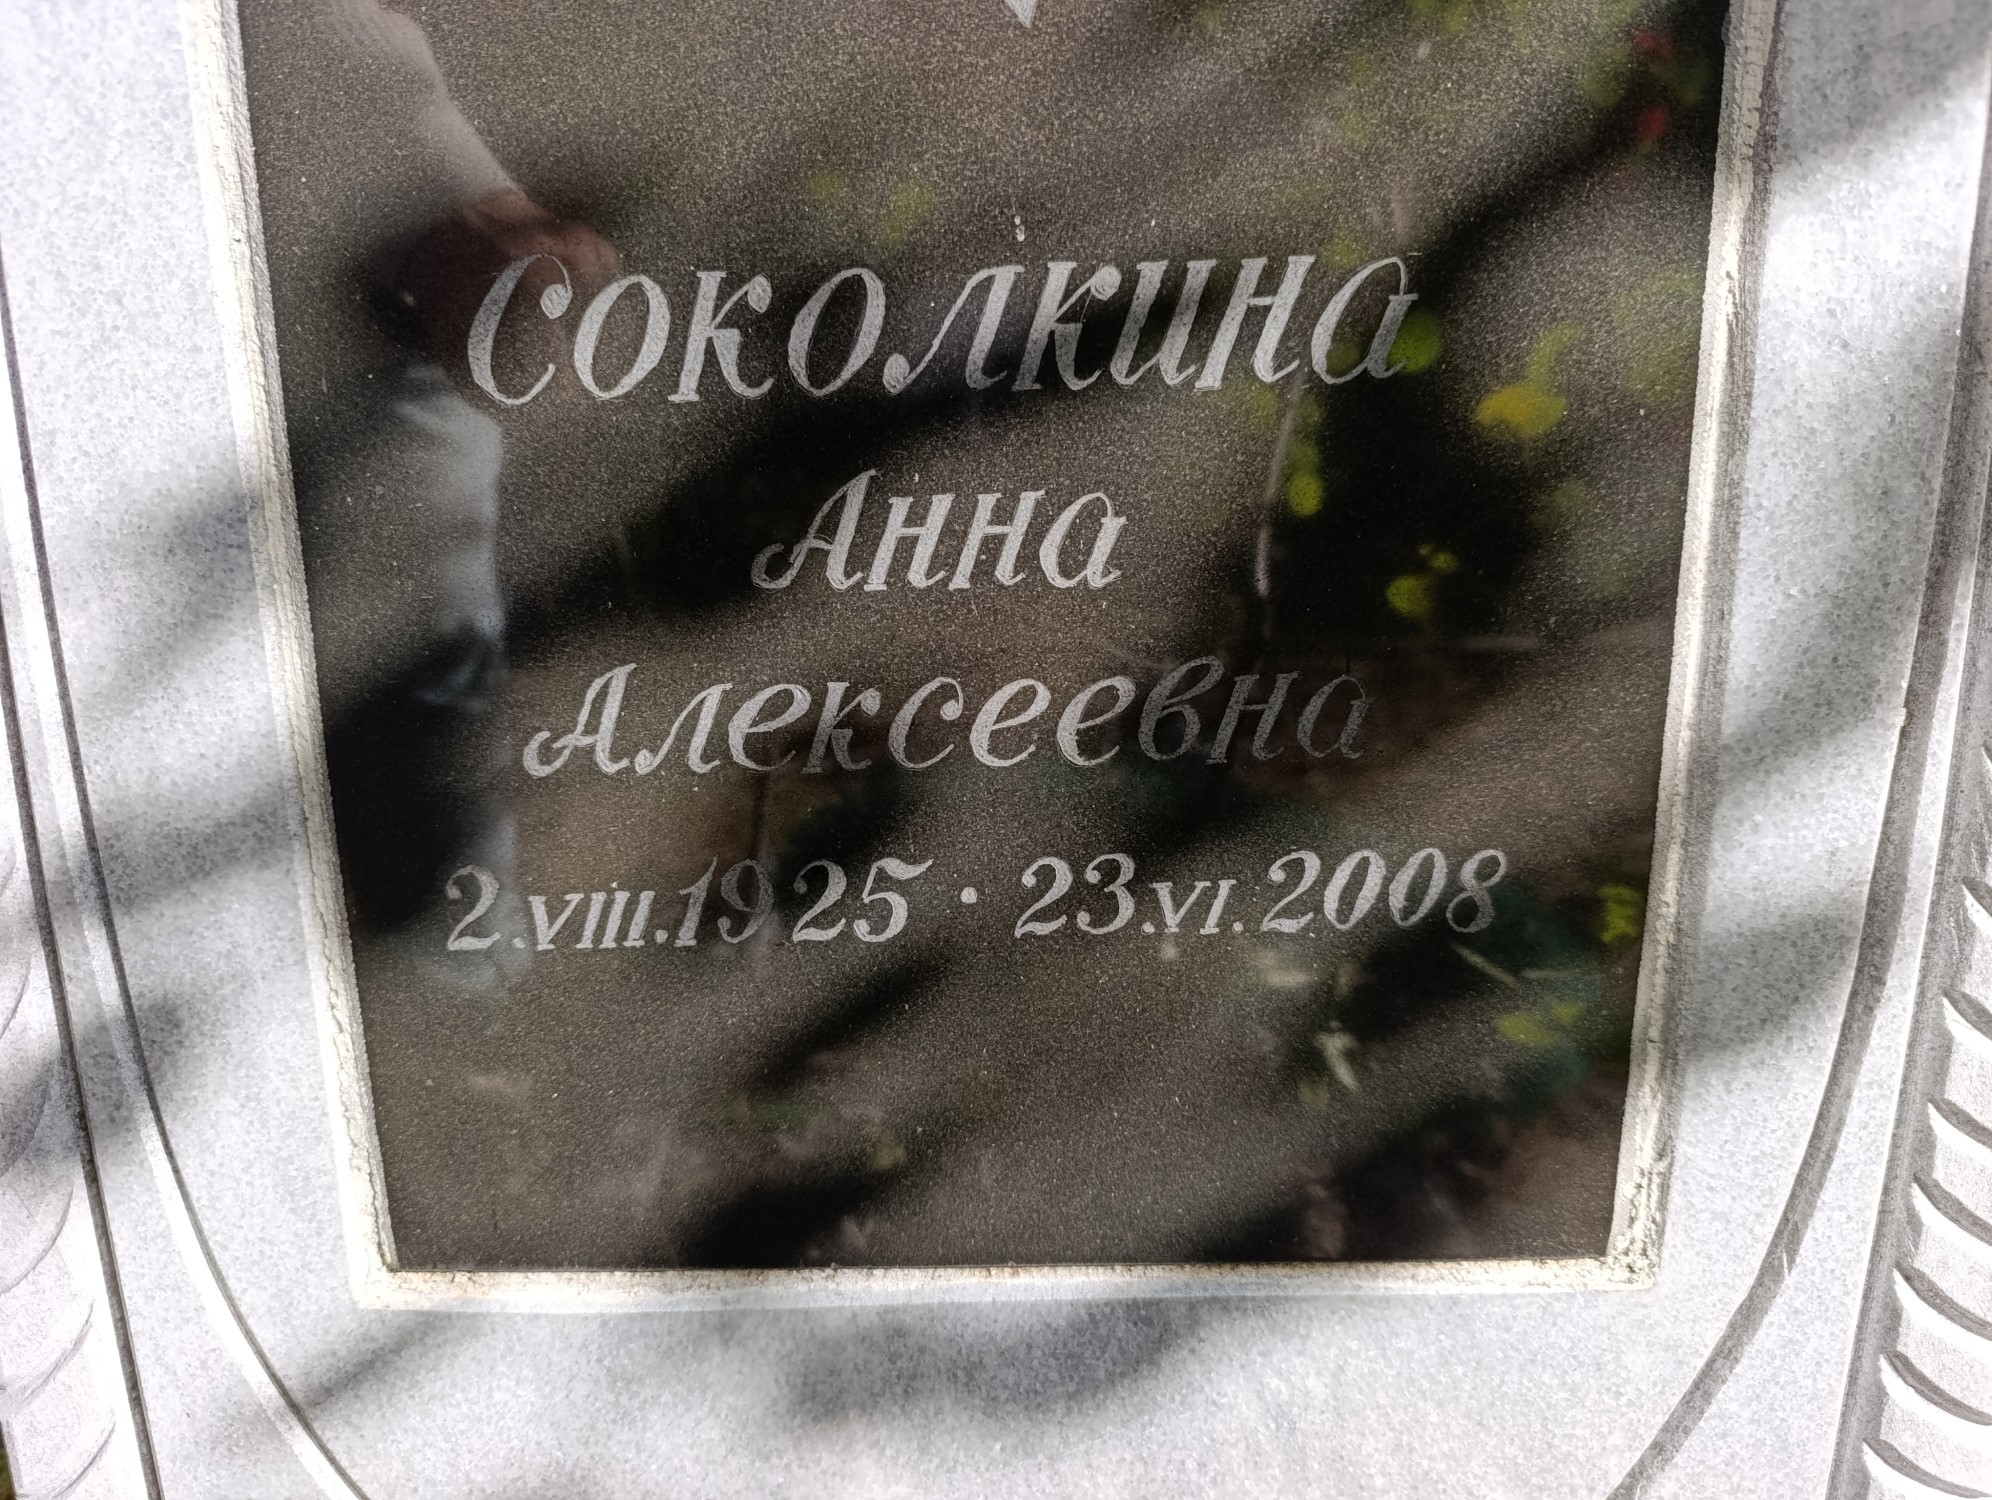 Соколкина
Анна
Алексеевна
2.VIII.1925 · 23.VI.2008